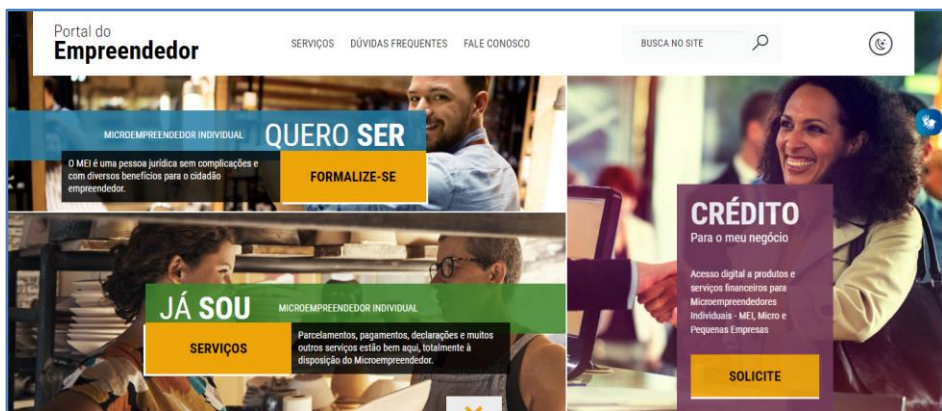 Portal do
Empreendedor
SERVIÇOS DÚVIDAS FREQUENTES FALE CONOSCO
BUSCA NO SITE
MICROEMPREENDEDOR INDIVIDUAL
QUERO SER
O MEI é uma pessoa jurídica sem complicações e
com diversos benefícios para o cidadão
empreendedor.
FORMALIZE-SE
JÁ SOU
MICROEMPREENDEDOR INDIVIDUAL
SERVIÇOS
Parcelamentos, pagamentos, declarações e muitos
outros serviços estão bem aqui, totalmente à
disposição do Microempreendedor.
CRÉDITO
Para o meu negócio
Acesso digital a produtos e
serviços financeiros para
Microempreendedores
Individuais - MEI, Micro e
Pequenas Empresas
SOLICITE